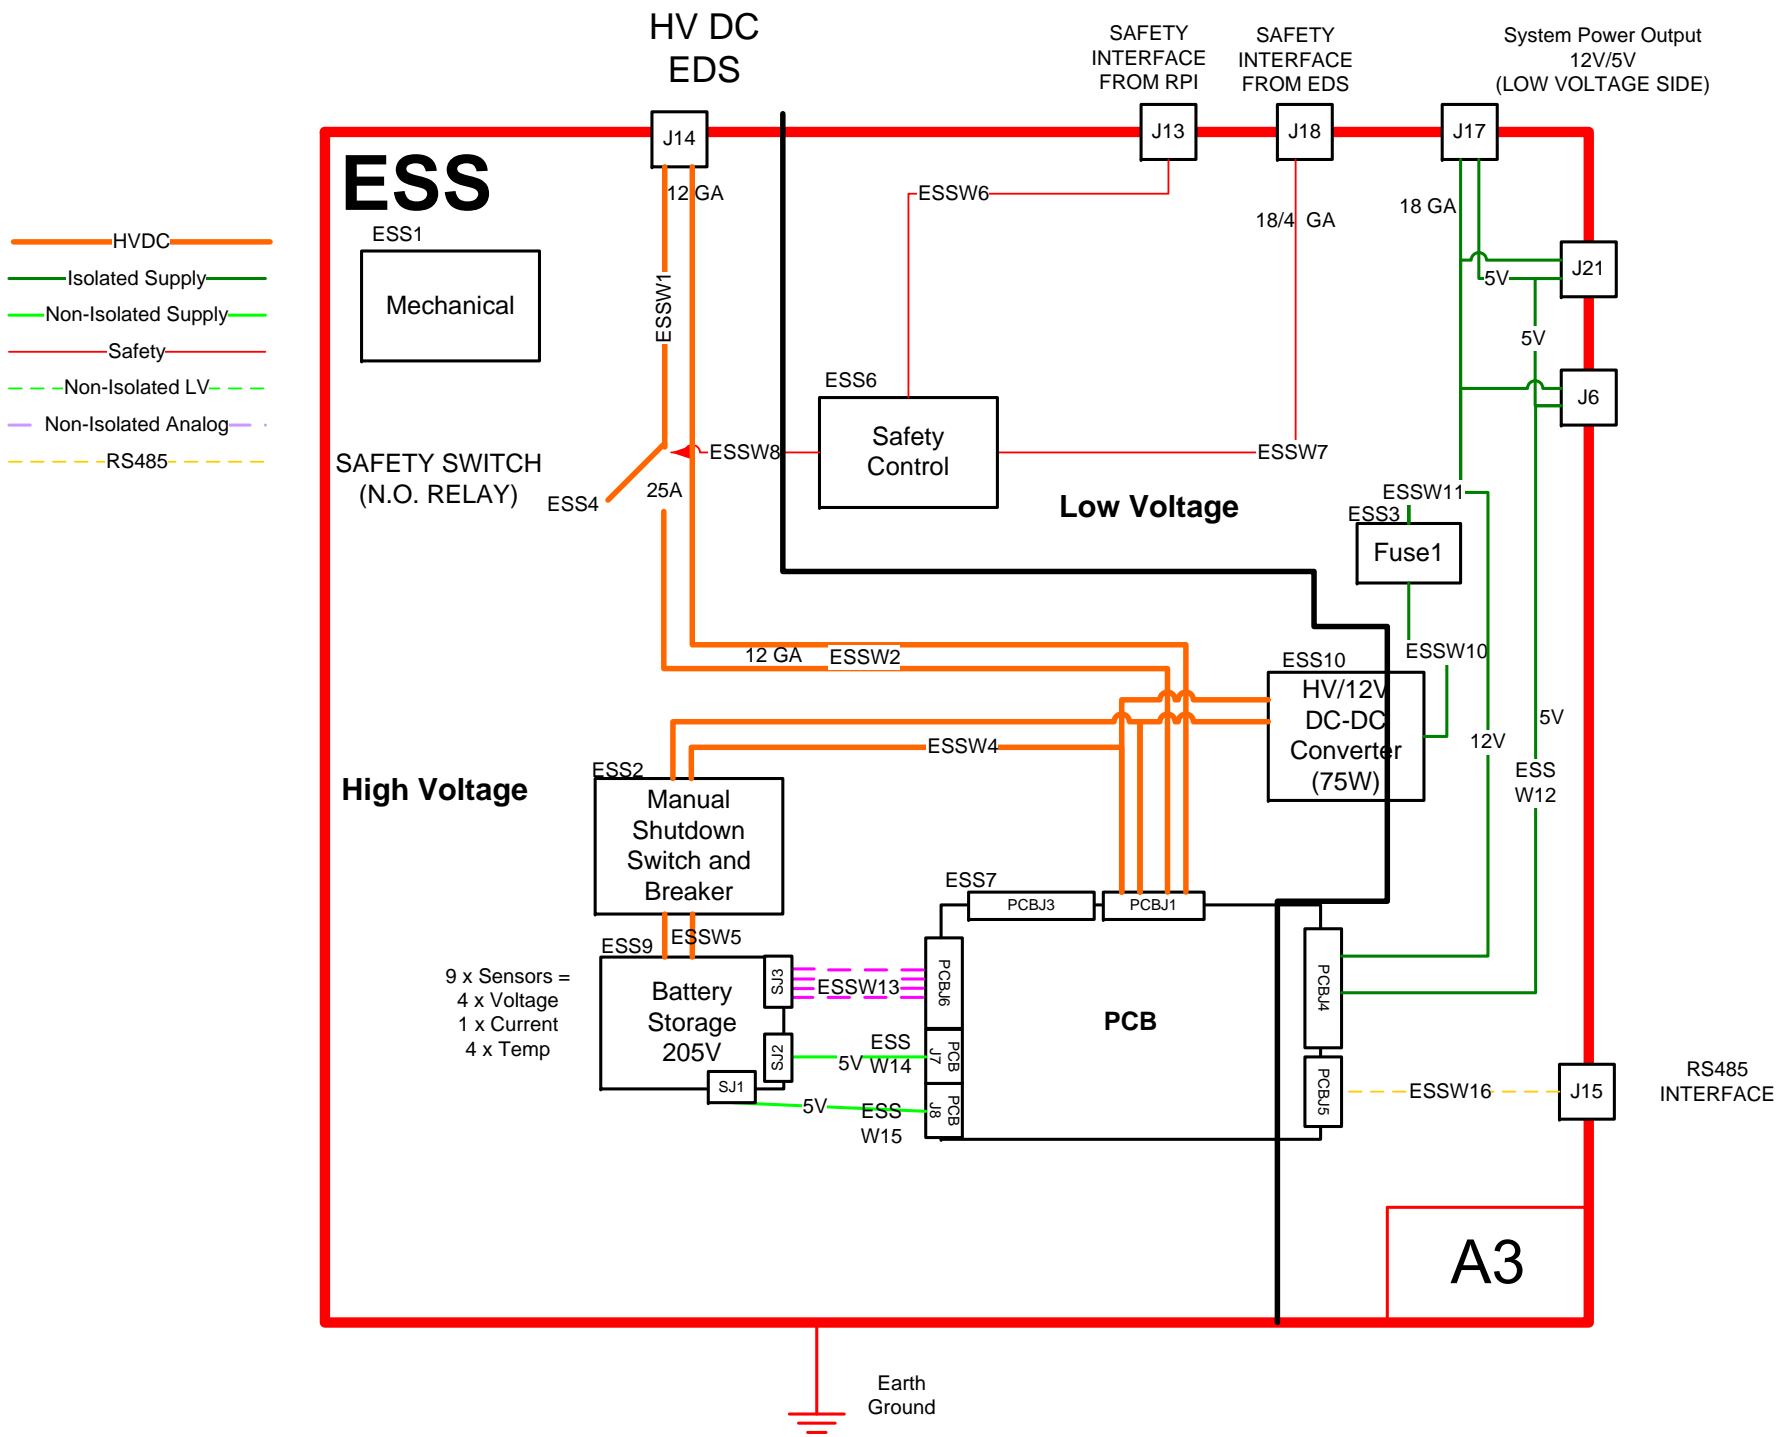 HV DC
EDS
SAFETY
INTERFACE
FROM RPI
SAFETY
INTERFACE
FROM EDS
System Power Output
12V/5V
(LOW VOLTAGE SIDE)
J14
J13
J18
J17
ESS
12 GA
ESSW6
18/4 GA
18 GA
ESS1
Mechanical
HVDC
Isolated Supply
Non-Isolated Supply
Safety
Non-Isolated LV
Non-Isolated Analog
RS485
ESSW1
J21
5V
5V
J6
ESS6
Safety
Control
ESSW8
ESSW7
SAFETY SWITCH
(N.O. RELAY)
ESS4
25A
Low Voltage
ESSW11
ESS3
Fuse1
ESSW10
12 GA
ESSW2
ESS10
HV/12V
DC-DC
Converter
(75W)
ESSW4
12V
5V
ESS
W12
High Voltage
ESS2
Manual
Shutdown
Switch and
Breaker
ESS7
PCBJ3
PCBJ1
ESSW5
ESS9
Battery
Storage
205V
SJ3
SJ2
SJ1
9 x Sensors =
4 x Voltage
1 x Current
4 x Temp
ESSW13
PCBJ6
ESS
W14
5V
PCB
J7
5V
ESS
W15
PCB
J8
PCB
PCBJ4
PCBJ5
ESSW16
J15
RS485
INTERFACE
A3
Earth
Ground